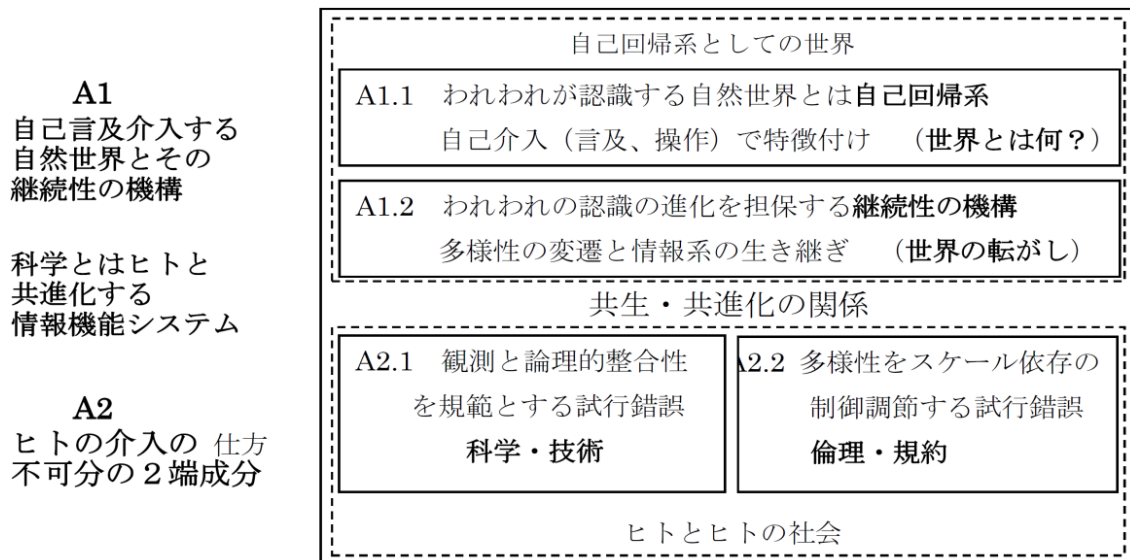 A1
自己言及介入する
自然世界とその
継続性の機構
科学とはヒトと
共進化する
情報機能システム
A2
ヒトの介入の 仕方
不可分の２端成分
自己回帰系としての世界
A1.1 われわれが認識する自然世界とは自己回帰系
自己介入（言及、操作）で特徴付け （世界とは何？）
A1.2 われわれの認識の進化を担保する継続性の機構
多様性の変遷と情報系の生き継ぎ （世界の転がし）
共生・共進化の関係
A2.1 観測と論理的整合性
を規範とする試行錯誤
科学・技術
A2.2 多様性をスケール依存の
制御調節する試行錯誤
倫理・規約
ヒトとヒトの社会